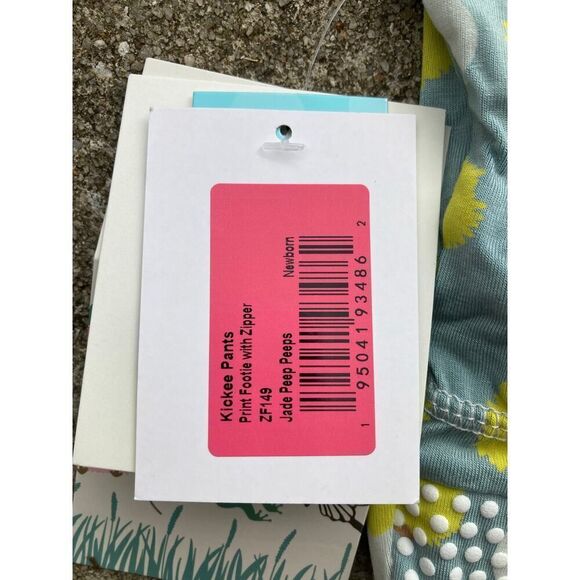 Kickee Pants
Print Footie with Zipper
ZF149
Jade Peep Peeps
Newborn
1 95041 93486 2